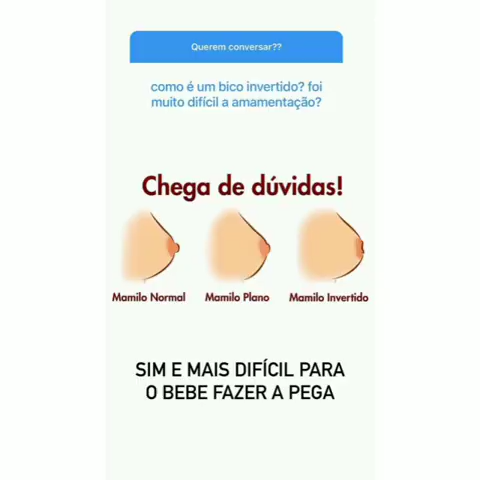 Querem conversar??
como é um bico invertido? foi
muito difícil a amamentação?
Chega de dúvidas!
Mamilo Normal Mamilo Plano Mamilo Invertido
SIM E MAIS DIFÍCIL PARA
O BEBE FAZER A PEGA